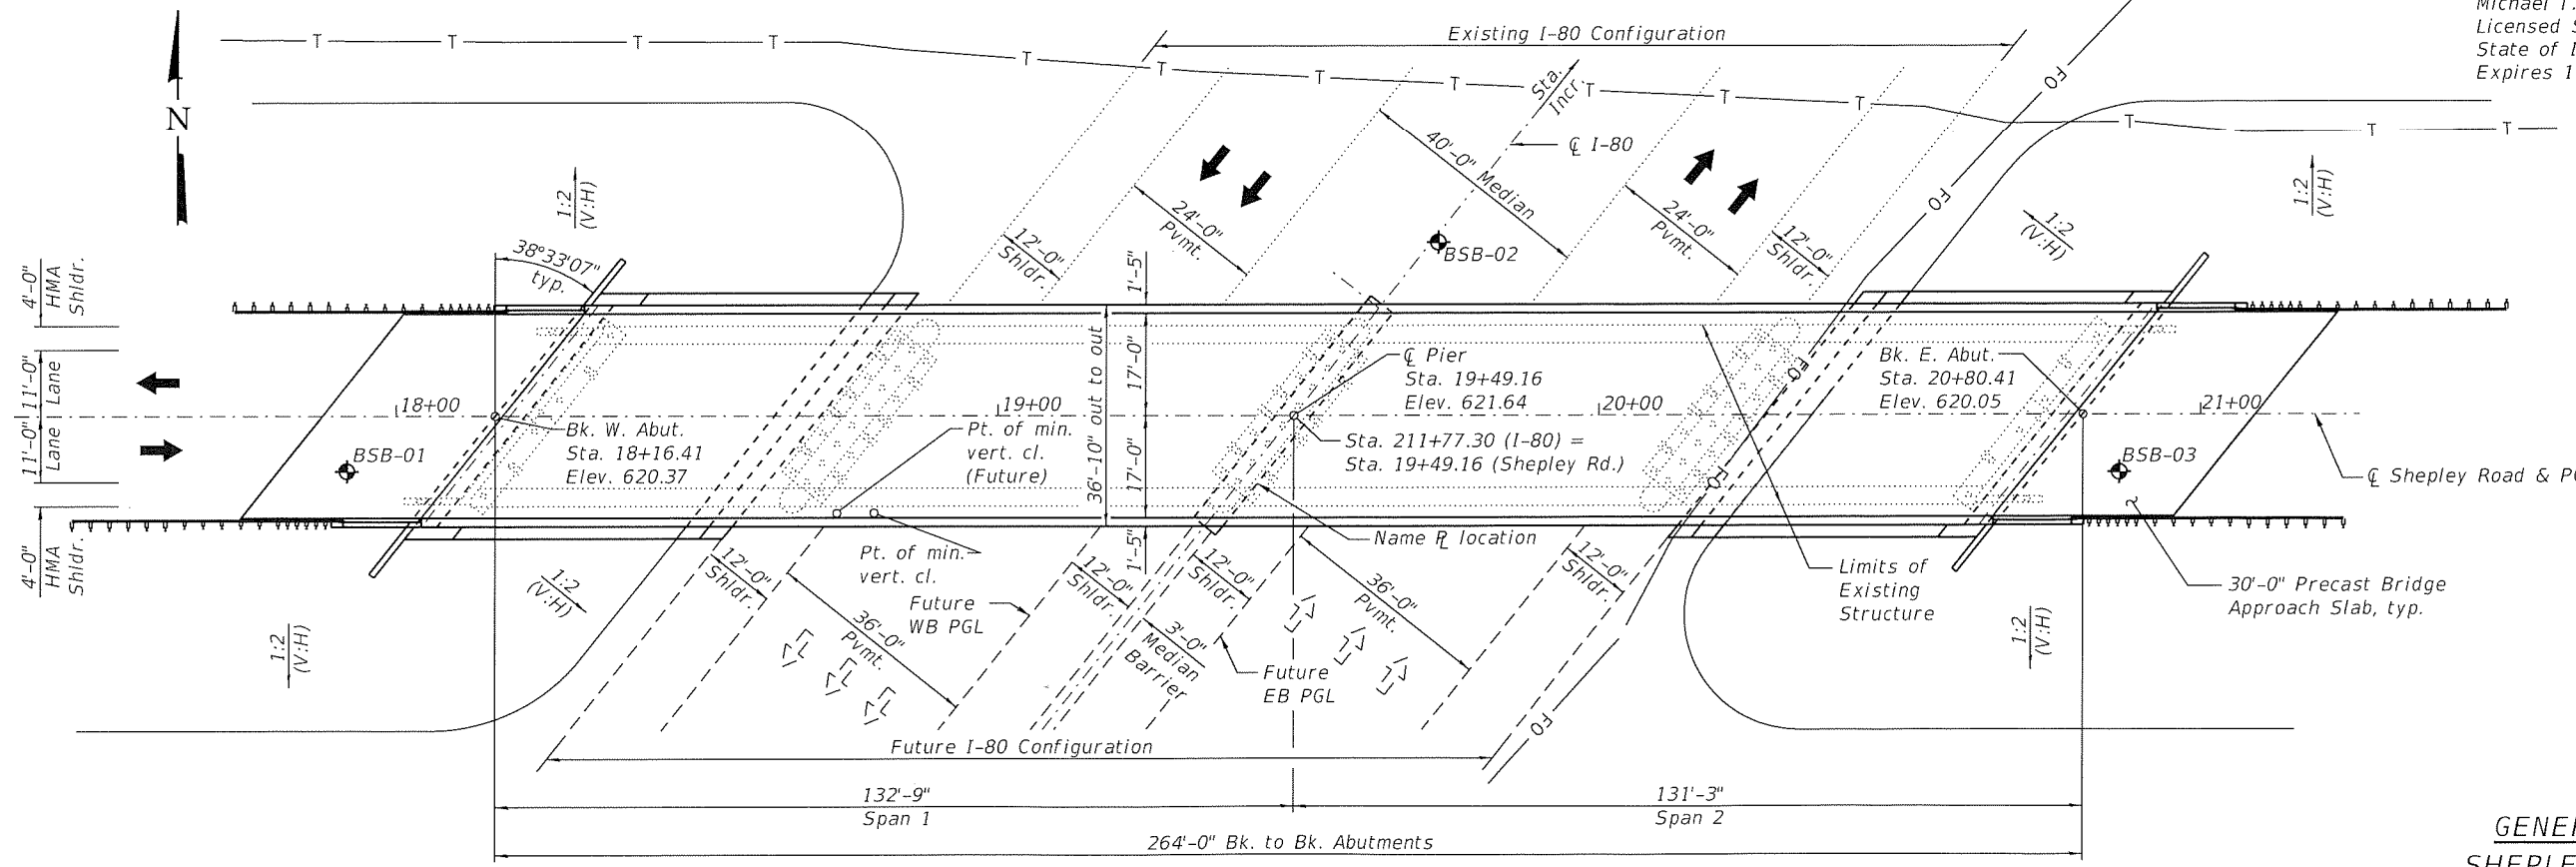 Michael T.
Licensed S
State of I
Expires 1
T T T T T T T T T T T T T T
Existing I-80 Configuration
Sta.
Incr.
FO
N
℄ I-80
40'-0" Median
24'-0"
Pvmt.
24'-0"
Pvmt.
12'-0"
Shldr.
12'-0"
Shldr.
FO
1:2
(V:H)
1:2
(V:H)
1:2
(V:H)
38°33'07"
typ.
BSB-02
4'-0"
HMA
Shldr.
1'-5"
17'-0"
36'-10" out to out
17'-0"
1'-5"
℄ Pier
Sta. 19+49.16
Elev. 621.64
Bk. E. Abut.
Sta. 20+80.41
Elev. 620.05
FO
11'-0"
Lane
11'-0"
Lane
18+00
19+00
20+00
21+00
Bk. W. Abut.
Sta. 18+16.41
Elev. 620.37
Pt. of min.
vert. cl.
(Future)
Sta. 211+77.30 (I-80) =
Sta. 19+49.16 (Shepley Rd.)
BSB-01
BSB-03
FO
℄ Shepley Road & PG
4'-0"
HMA
Shldr.
Name ℙL location
Pt. of min.
vert. cl.
12'-0"
Shldr.
12'-0"
Shldr.
12'-0"
Shldr.
12'-0"
Shldr.
Limits of
Existing
Structure
30'-0" Precast Bridge
Approach Slab, typ.
1:2
(V:H)
1:2
(V:H)
1:2
(V:H)
Future
WB PGL
36'-0"
Pvmt.
36'-0"
Pvmt.
3'-0"
Median
Barrier
Future
EB PGL
FO
Future I-80 Configuration
132'-9"
Span 1
131'-3"
Span 2
264'-0" Bk. to Bk. Abutments
GENER
SHEPLE